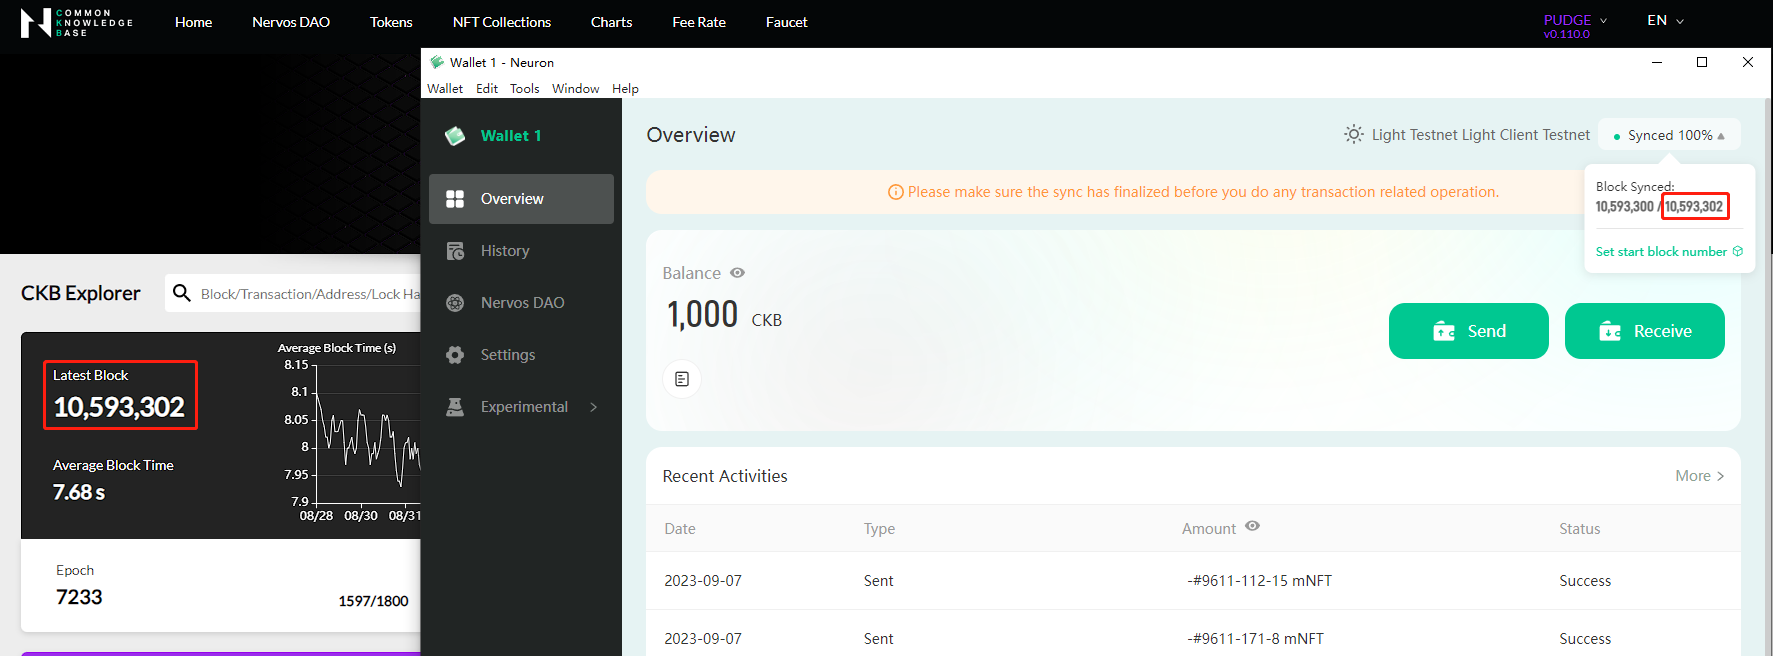 COMMON
KNOWLEDGE
BASE
Home Nervos DAO Tokens NFT Collections Charts Fee Rate Faucet PUDGE EN
v0.110.0
Wallet 1 - Neuron
Wallet Edit Tools Window Help
Wallet 1
Overview
History
Nervos DAO
Settings
Experimental
Overview
Light Testnet Light Client Testnet Synced 100%
Please make sure the sync has finalized before you do any transaction related operation.
Block Synced:
10,593,300 / 10,593,302
Set start block number
Balance
1,000 CKB
Send Receive
Recent Activities More >
Date Type Amount Status
2023-09-07 Sent -#9611-112-15 mNFT Success
2023-09-07 Sent -#9611-171-8 mNFT Success
CKB Explorer
Block/Transaction/Address/Lock Ha
Latest Block
10,593,302
Average Block Time
7.68 s
Average Block Time (s)
8.15
8.1
8.05
8
7.95
7.9
08/28 08/30 08/31
Epoch
7233
1597/1800